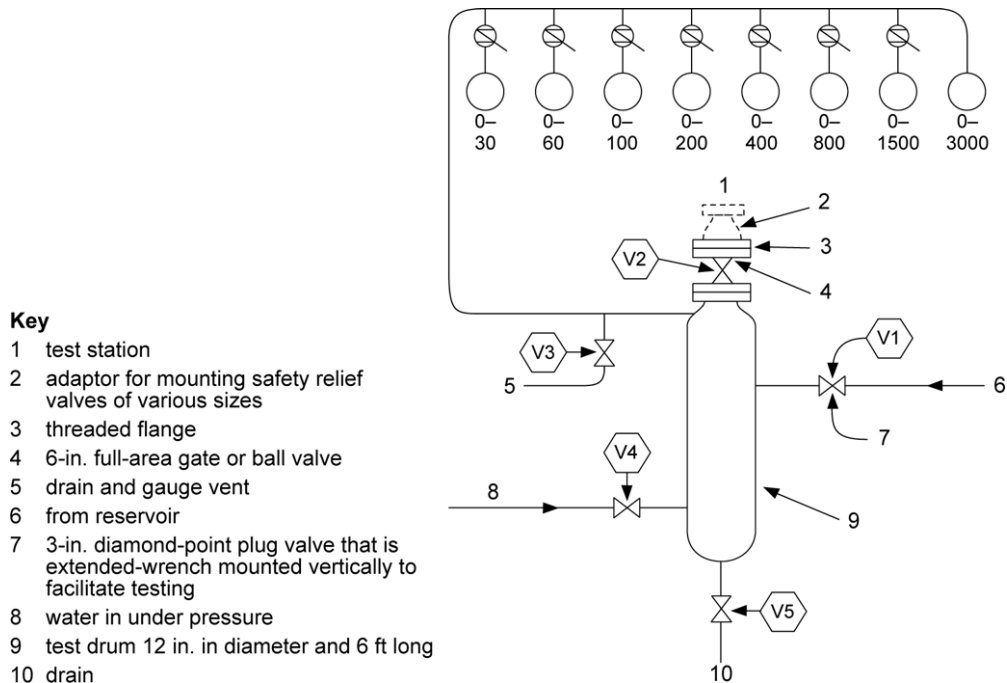 0–
30
0–
60
0–
100
0–
200
0–
400
0–
800
0–
1500
0–
3000
1
2
V2
3
4
Key
1 test station
2 adaptor for mounting safety relief
valves of various sizes
3 threaded flange
4 6-in. full-area gate or ball valve
5 drain and gauge vent
6 from reservoir
7 3-in. diamond-point plug valve that is
extended-wrench mounted vertically to
facilitate testing
8 water in under pressure
9 test drum 12 in. in diameter and 6 ft long
10 drain
V3
5
V1
6
7
V4
8
9
V5
10